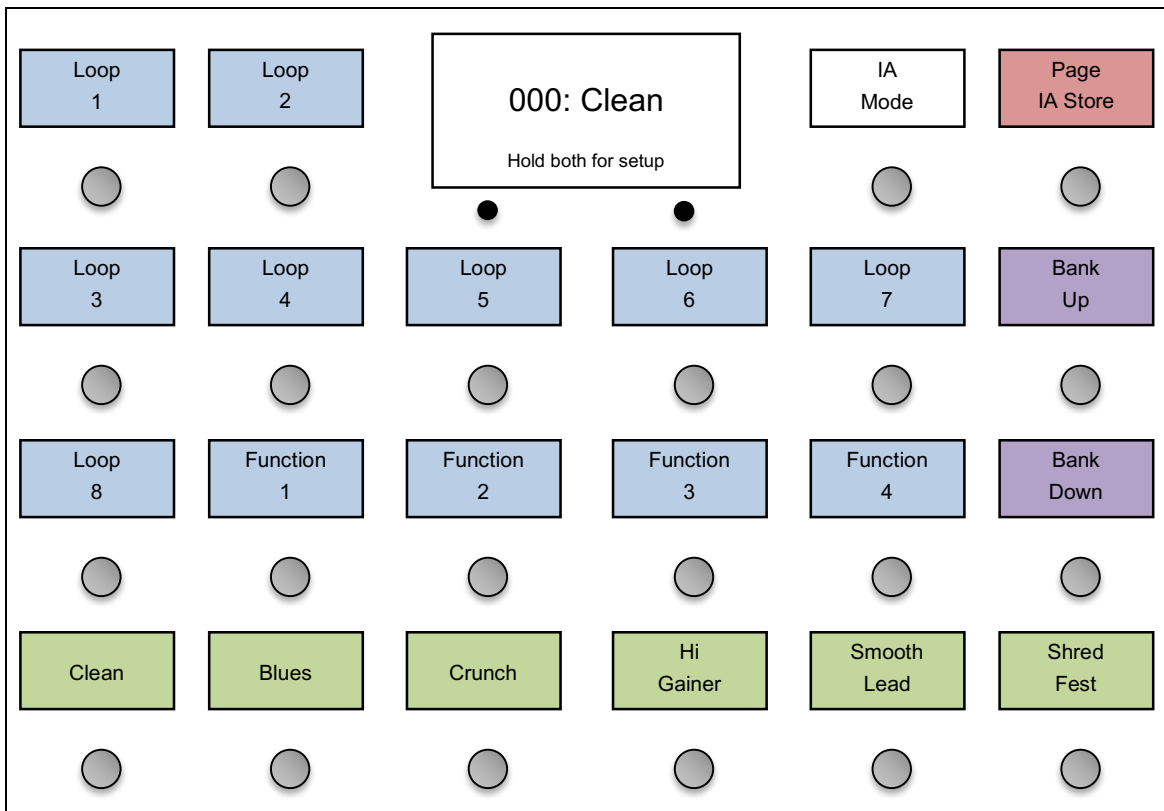 Loop
1
Loop
2
000: Clean
Hold both for setup
IA
Mode
Page
IA Store
Loop
3
Loop
4
Loop
5
Loop
6
Loop
7
Bank
Up
Loop
8
Function
1
Function
2
Function
3
Function
4
Bank
Down
Clean
Blues
Crunch
Hi
Gainer
Smooth
Lead
Shred
Fest